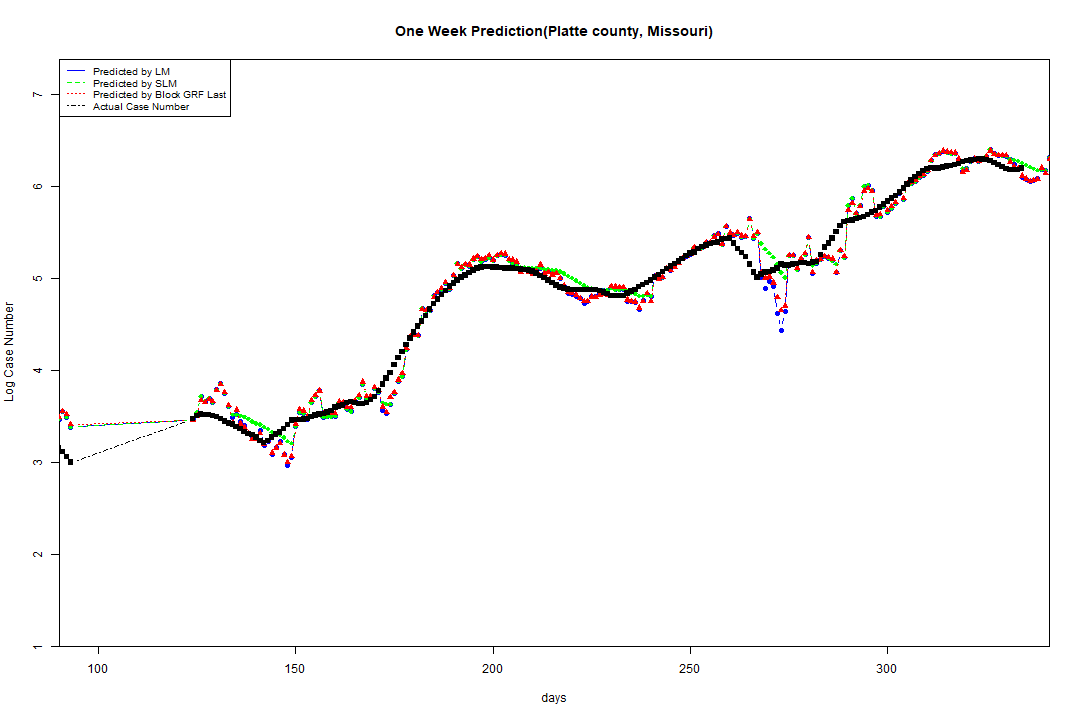 One Week Prediction(Platte county, Missouri)
Predicted by LM
Predicted by SLM
Predicted by Block GRF Last
Actual Case Number
7
6
5
4
3
2
1
Log Case Number
100 150 200 250 300
days